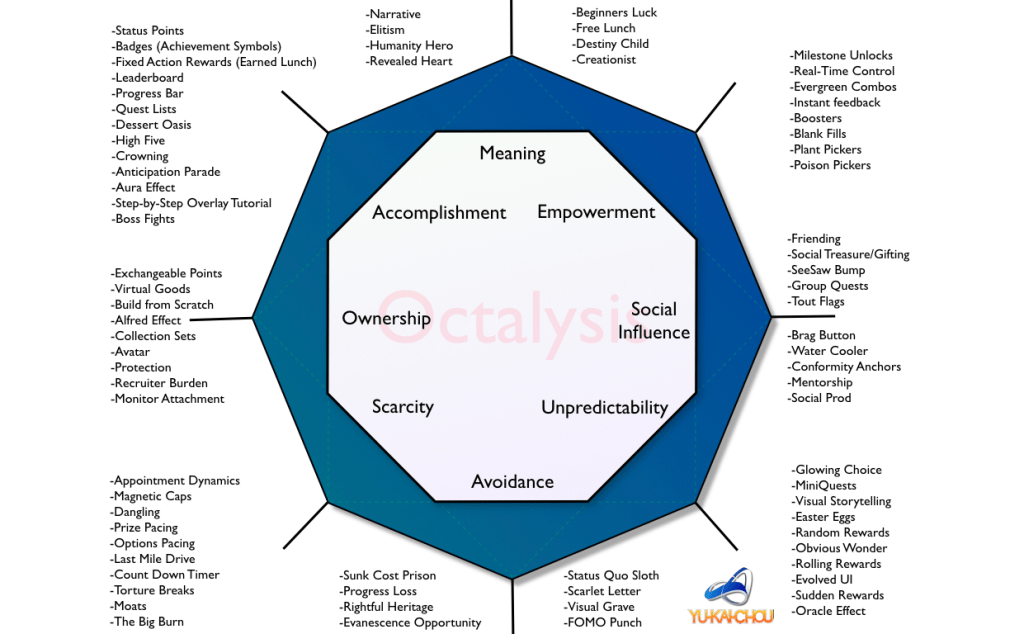 -Narrative
-Elitism
-Humanity Hero
-Revealed Heart
-Beginners Luck
-Free Lunch
-Destiny Child
-Creationist
-Status Points
-Badges (Achievement Symbols)
-Fixed Action Rewards (Earned Lunch)
-Leaderboard
-Progress Bar
-Quest Lists
-Dessert Oasis
-High Five
-Crowning
-Anticipation Parade
-Aura Effect
-Step-by-Step Overlay Tutorial
-Boss Fights
-Milestone Unlocks
-Real-Time Control
-Evergreen Combos
-Instant feedback
-Boosters
-Blank Fills
-Plant Pickers
-Poison Pickers
Meaning
Accomplishment
Empowerment
Octalysis
Ownership
Social
Influence
Scarcity
Unpredictability
Avoidance
-Exchangeable Points
-Virtual Goods
-Build from Scratch
-Alfred Effect
-Collection Sets
-Avatar
-Protection
-Recruiter Burden
-Monitor Attachment
-Friending
-Social Treasure/Gifting
-SeeSaw Bump
-Group Quests
-Tout Flags
-Brag Button
-Water Cooler
-Conformity Anchors
-Mentorship
-Social Prod
-Appointment Dynamics
-Magnetic Caps
-Dangling
-Prize Pacing
-Options Pacing
-Last Mile Drive
-Count Down Timer
-Torture Breaks
-Moats
-The Big Burn
-Sunk Cost Prison
-Progress Loss
-Rightful Heritage
-Evanescence Opportunity
-Status Quo Sloth
-Scarlet Letter
-Visual Grave
-FOMO Punch
YU-KAI-CHOU
-Glowing Choice
-MiniQuests
-Visual Storytelling
-Easter Eggs
-Random Rewards
-Obvious Wonder
-Rolling Rewards
-Evolved UI
-Sudden Rewards
-Oracle Effect